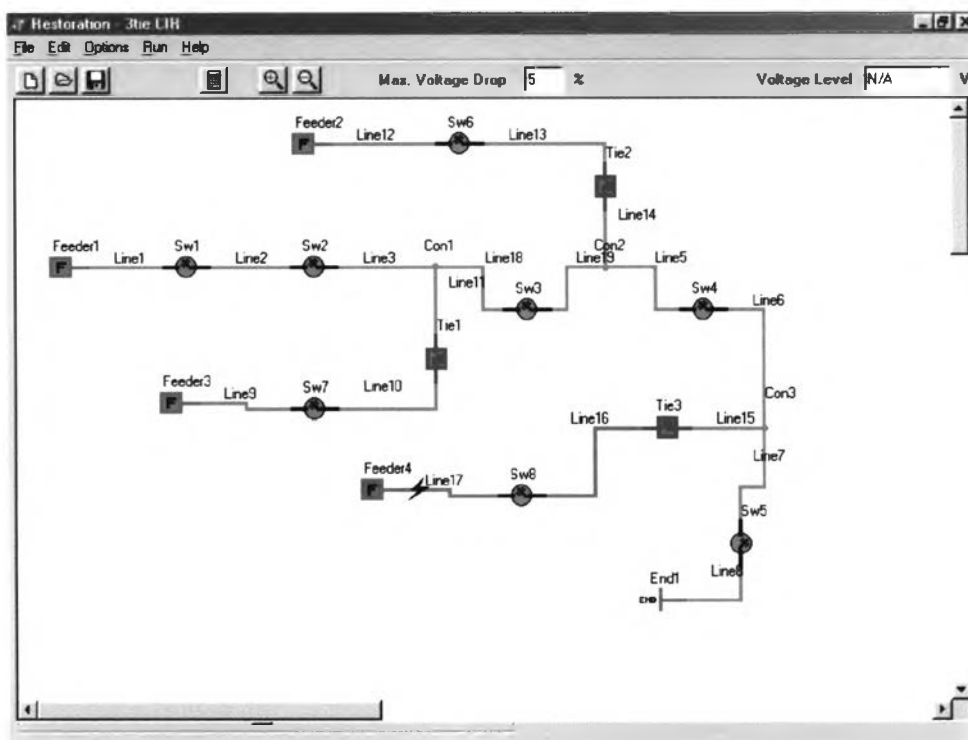 Restoration - 3tie LIR
File Edit Options Run Help
Max. Voltage Drop 5 % Voltage Level N/A V
Feeder2 Line12 Sw6 Line13
Tie2
Line14
Feeder1 Line1 Sw1 Line2 Sw2 Line3 Con1 Line18 Con2 Line19 Line5
Line11 Sw3 Sw4 Line6
Tie1
Feeder3 Line9 Sw7 Line10
Con3
Line16 Tie3 Line15
Line7
Feeder4 Line17 Sw8
Sw5
Line8
End1
END